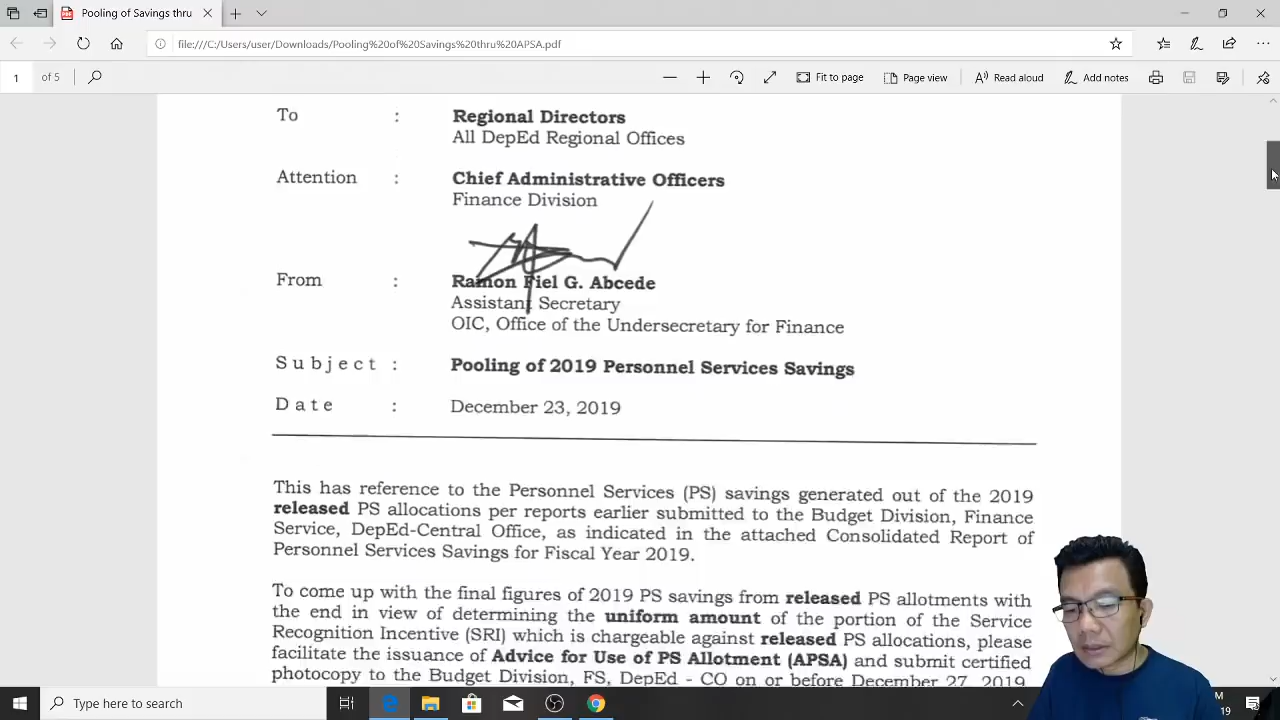 Pooling of Savings thru
file:///C:/Users/user/Downloads/Pooling%20of%20Savings%20thru%20APSA.pdf
1 of 5
Fit to page
Page view
Read aloud
Add notes
To : Regional Directors
All DepEd Regional Offices
Attention : Chief Administrative Officers
Finance Division
From : Ramon Fiel G. Abcede
Assistant Secretary
OIC, Office of the Undersecretary for Finance
Subject : Pooling of 2019 Personnel Services Savings
Date : December 23, 2019
This has reference to the Personnel Services (PS) savings generated out of the 2019
released PS allocations per reports earlier submitted to the Budget Division, Finance
Service, DepEd-Central Office, as indicated in the attached Consolidated Report of
Personnel Services Savings for Fiscal Year 2019.
To come up with the final figures of 2019 PS savings from released PS allotments with
the end in view of determining the uniform amount of the portion of the Service
Recognition Incentive (SRI) which is chargeable against released PS allocations, please
facilitate the issuance of Advice for Use of PS Allotment (APSA) and submit certified
photocopy to the Budget Division, FS, DepEd - CO on or before December 27, 2019.
Type here to search